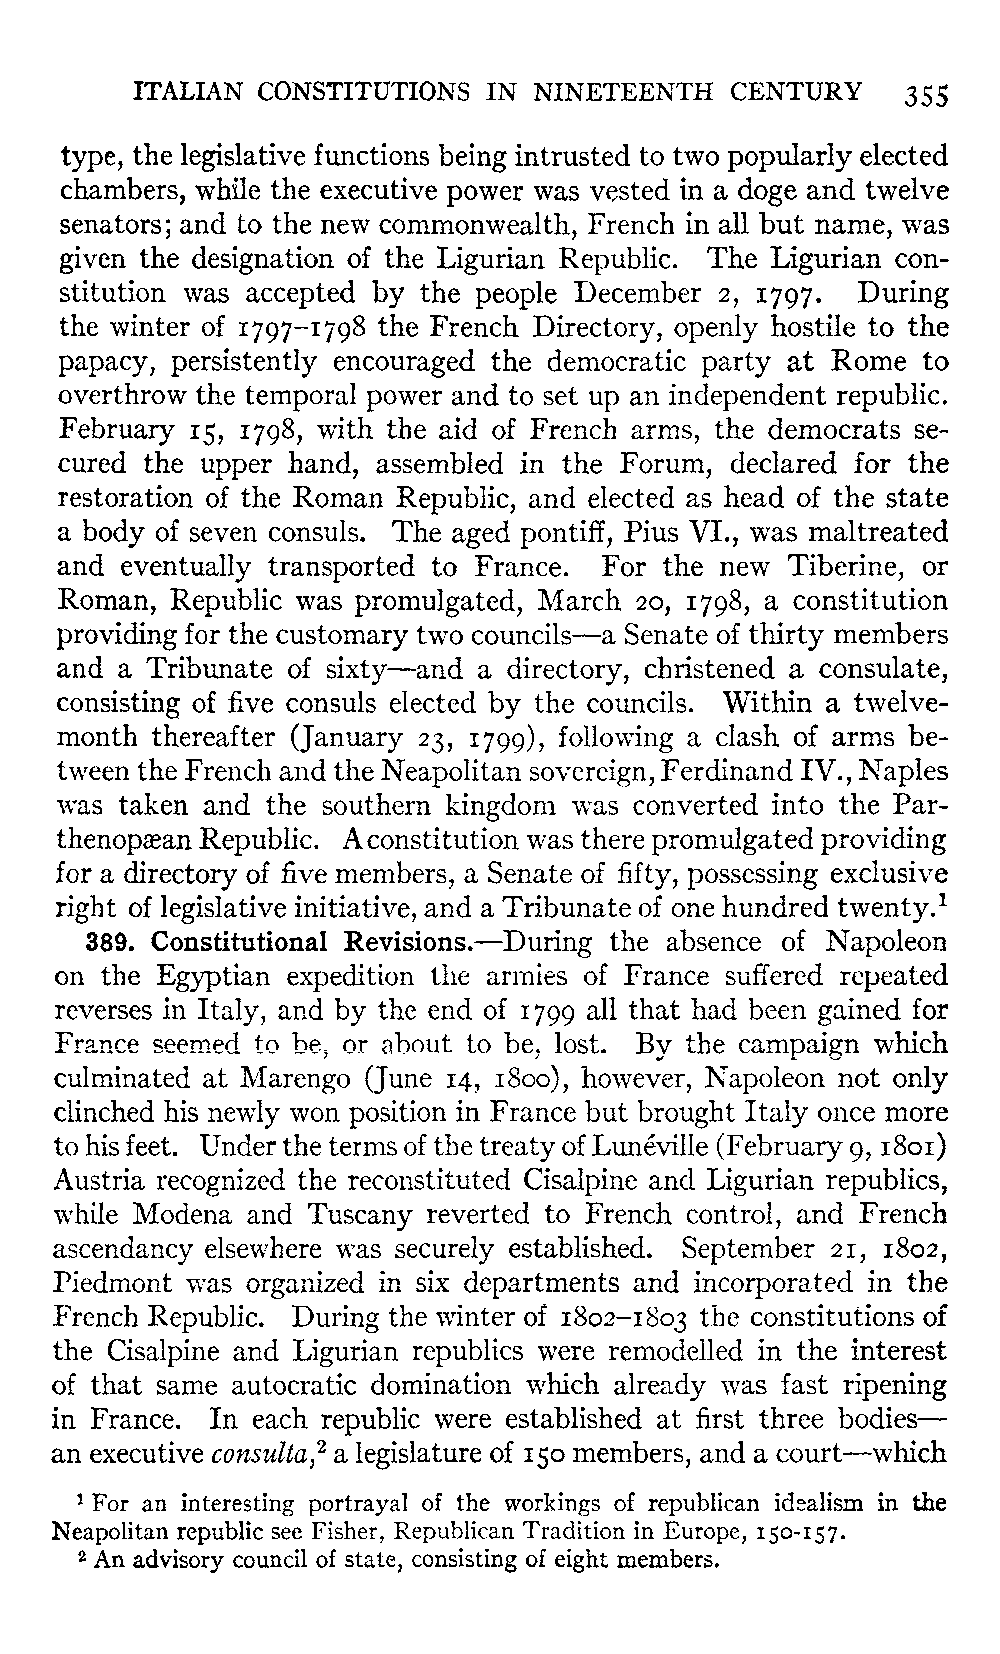 ITALIAN CONSTITUTIONS IN NINETEENTH CENTURY 355
type, the legislative functions being intrusted to two popularly elected
chambers, while the executive power was vested in a doge and twelve
senators; and to the new commonwealth, French in all but name, was
given the designation of the Ligurian Republic. The Ligurian con-
stitution was accepted by the people December 2, 1797. During
the winter of 1797–1798 the French Directory, openly hostile to the
papacy, persistently encouraged the democratic party at Rome to
overthrow the temporal power and to set up an independent republic.
February 15, 1798, with the aid of French arms, the democrats se-
cured the upper hand, assembled in the Forum, declared for the
restoration of the Roman Republic, and elected as head of the state
a body of seven consuls. The aged pontiff, Pius VI., was maltreated
and eventually transported to France. For the new Tiberine, or
Roman, Republic was promulgated, March 20, 1798, a constitution
providing for the customary two councils—a Senate of thirty members
and a Tribunate of sixty—and a directory, christened a consulate,
consisting of five consuls elected by the councils. Within a twelve-
month thereafter (January 23, 1799), following a clash of arms be-
tween the French and the Neapolitan sovereign, Ferdinand IV., Naples
was taken and the southern kingdom was converted into the Par-
thenopæan Republic. A constitution was there promulgated providing
for a directory of five members, a Senate of fifty, possessing exclusive
right of legislative initiative, and a Tribunate of one hundred twenty.¹
389. Constitutional Revisions.—During the absence of Napoleon
on the Egyptian expedition the armies of France suffered repeated
reverses in Italy, and by the end of 1799 all that had been gained for
France seemed to be, or about to be, lost. By the campaign which
culminated at Marengo (June 14, 1800), however, Napoleon not only
clinched his newly won position in France but brought Italy once more
to his feet. Under the terms of the treaty of Lunéville (February 9, 1801)
Austria recognized the reconstituted Cisalpine and Ligurian republics,
while Modena and Tuscany reverted to French control, and French
ascendancy elsewhere was securely established. September 21, 1802,
Piedmont was organized in six departments and incorporated in the
French Republic. During the winter of 1802–1803 the constitutions of
the Cisalpine and Ligurian republics were remodelled in the interest
of that same autocratic domination which already was fast ripening
in France. In each republic were established at first three bodies—
an executive consulta,² a legislature of 150 members, and a court—which
¹ For an interesting portrayal of the workings of republican idealism in the
Neapolitan republic see Fisher, Republican Tradition in Europe, 150-157.
² An advisory council of state, consisting of eight members.